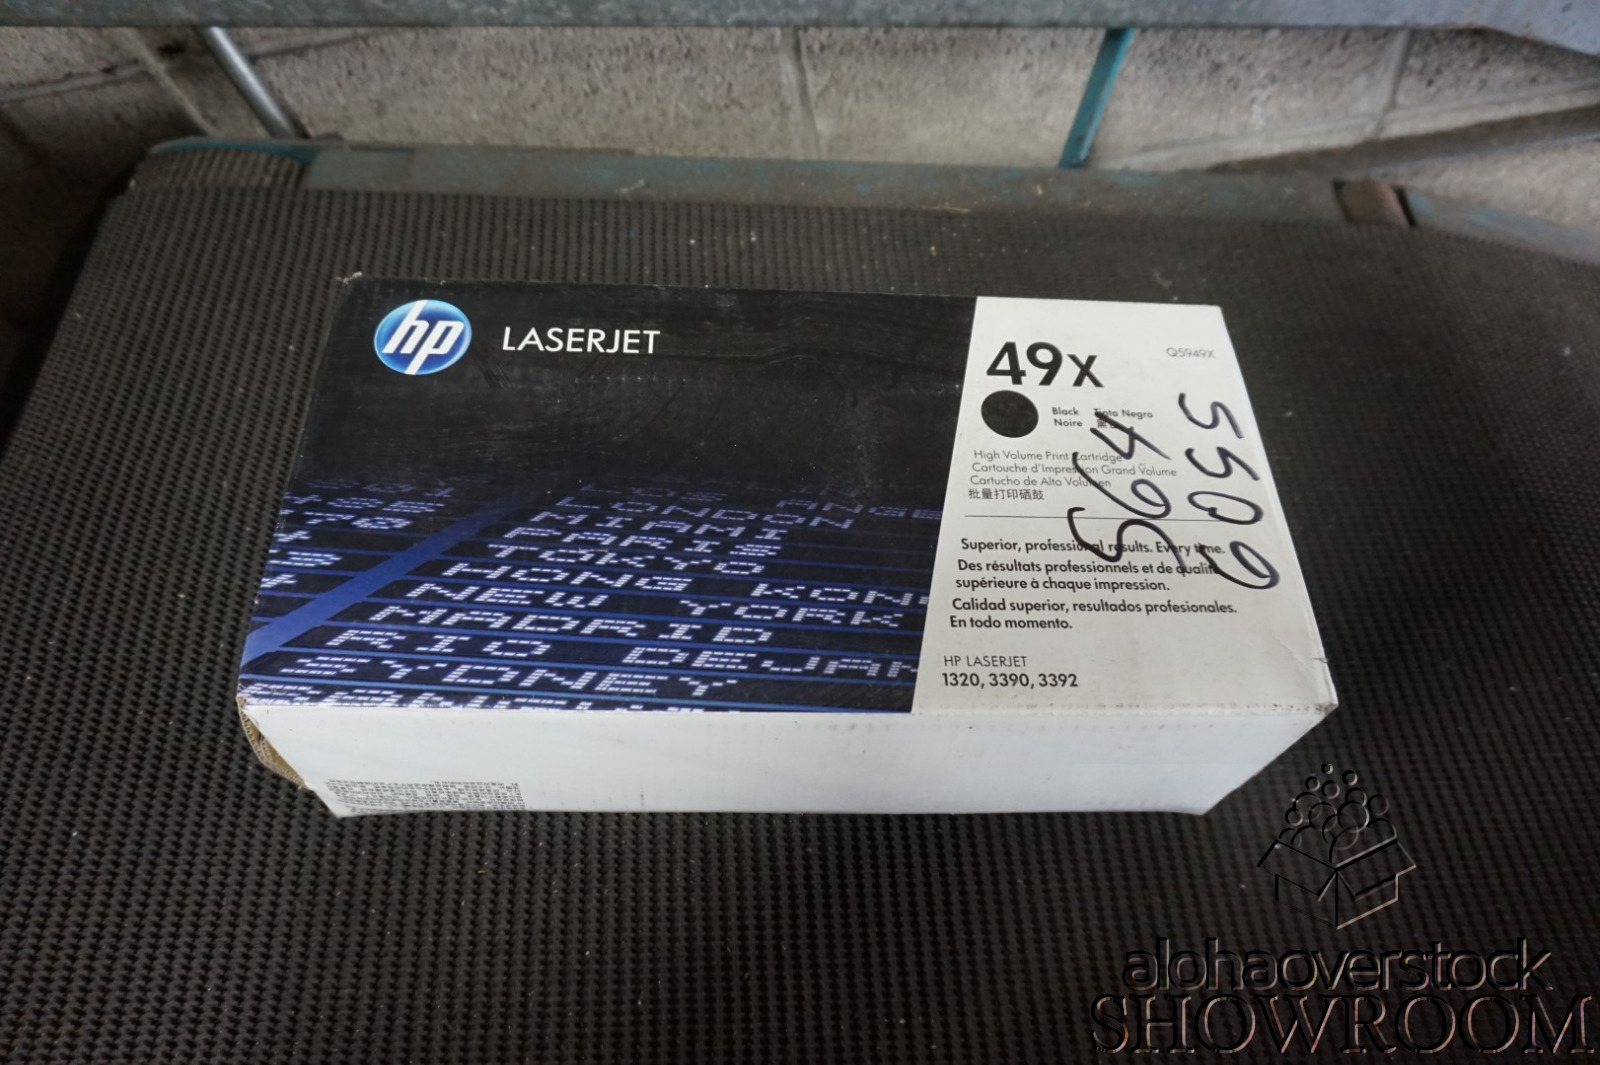 hp LASERJET
49X
Q5949X
Black Tinta Negra
Noire
High Volume Print Cartridge
Cartouche d'Impression Grand Volume
Cartucho de Alto Volumen
批量打印硒鼓
Superior, professional results. Every time.
Des résultats professionnels et de qualité
supérieure à chaque impression.
Calidad superior, resultados profesionales.
En todo momento.
HP LASERJET
1320, 3390, 3392
5509
LOS ANGE
LONDON
MIAMI
PARIS
TOKYO
HONG KON
NEW YORK
MADRID
RIO DEJAN
SYDNEY
alohaoverstock
SHOWROOM